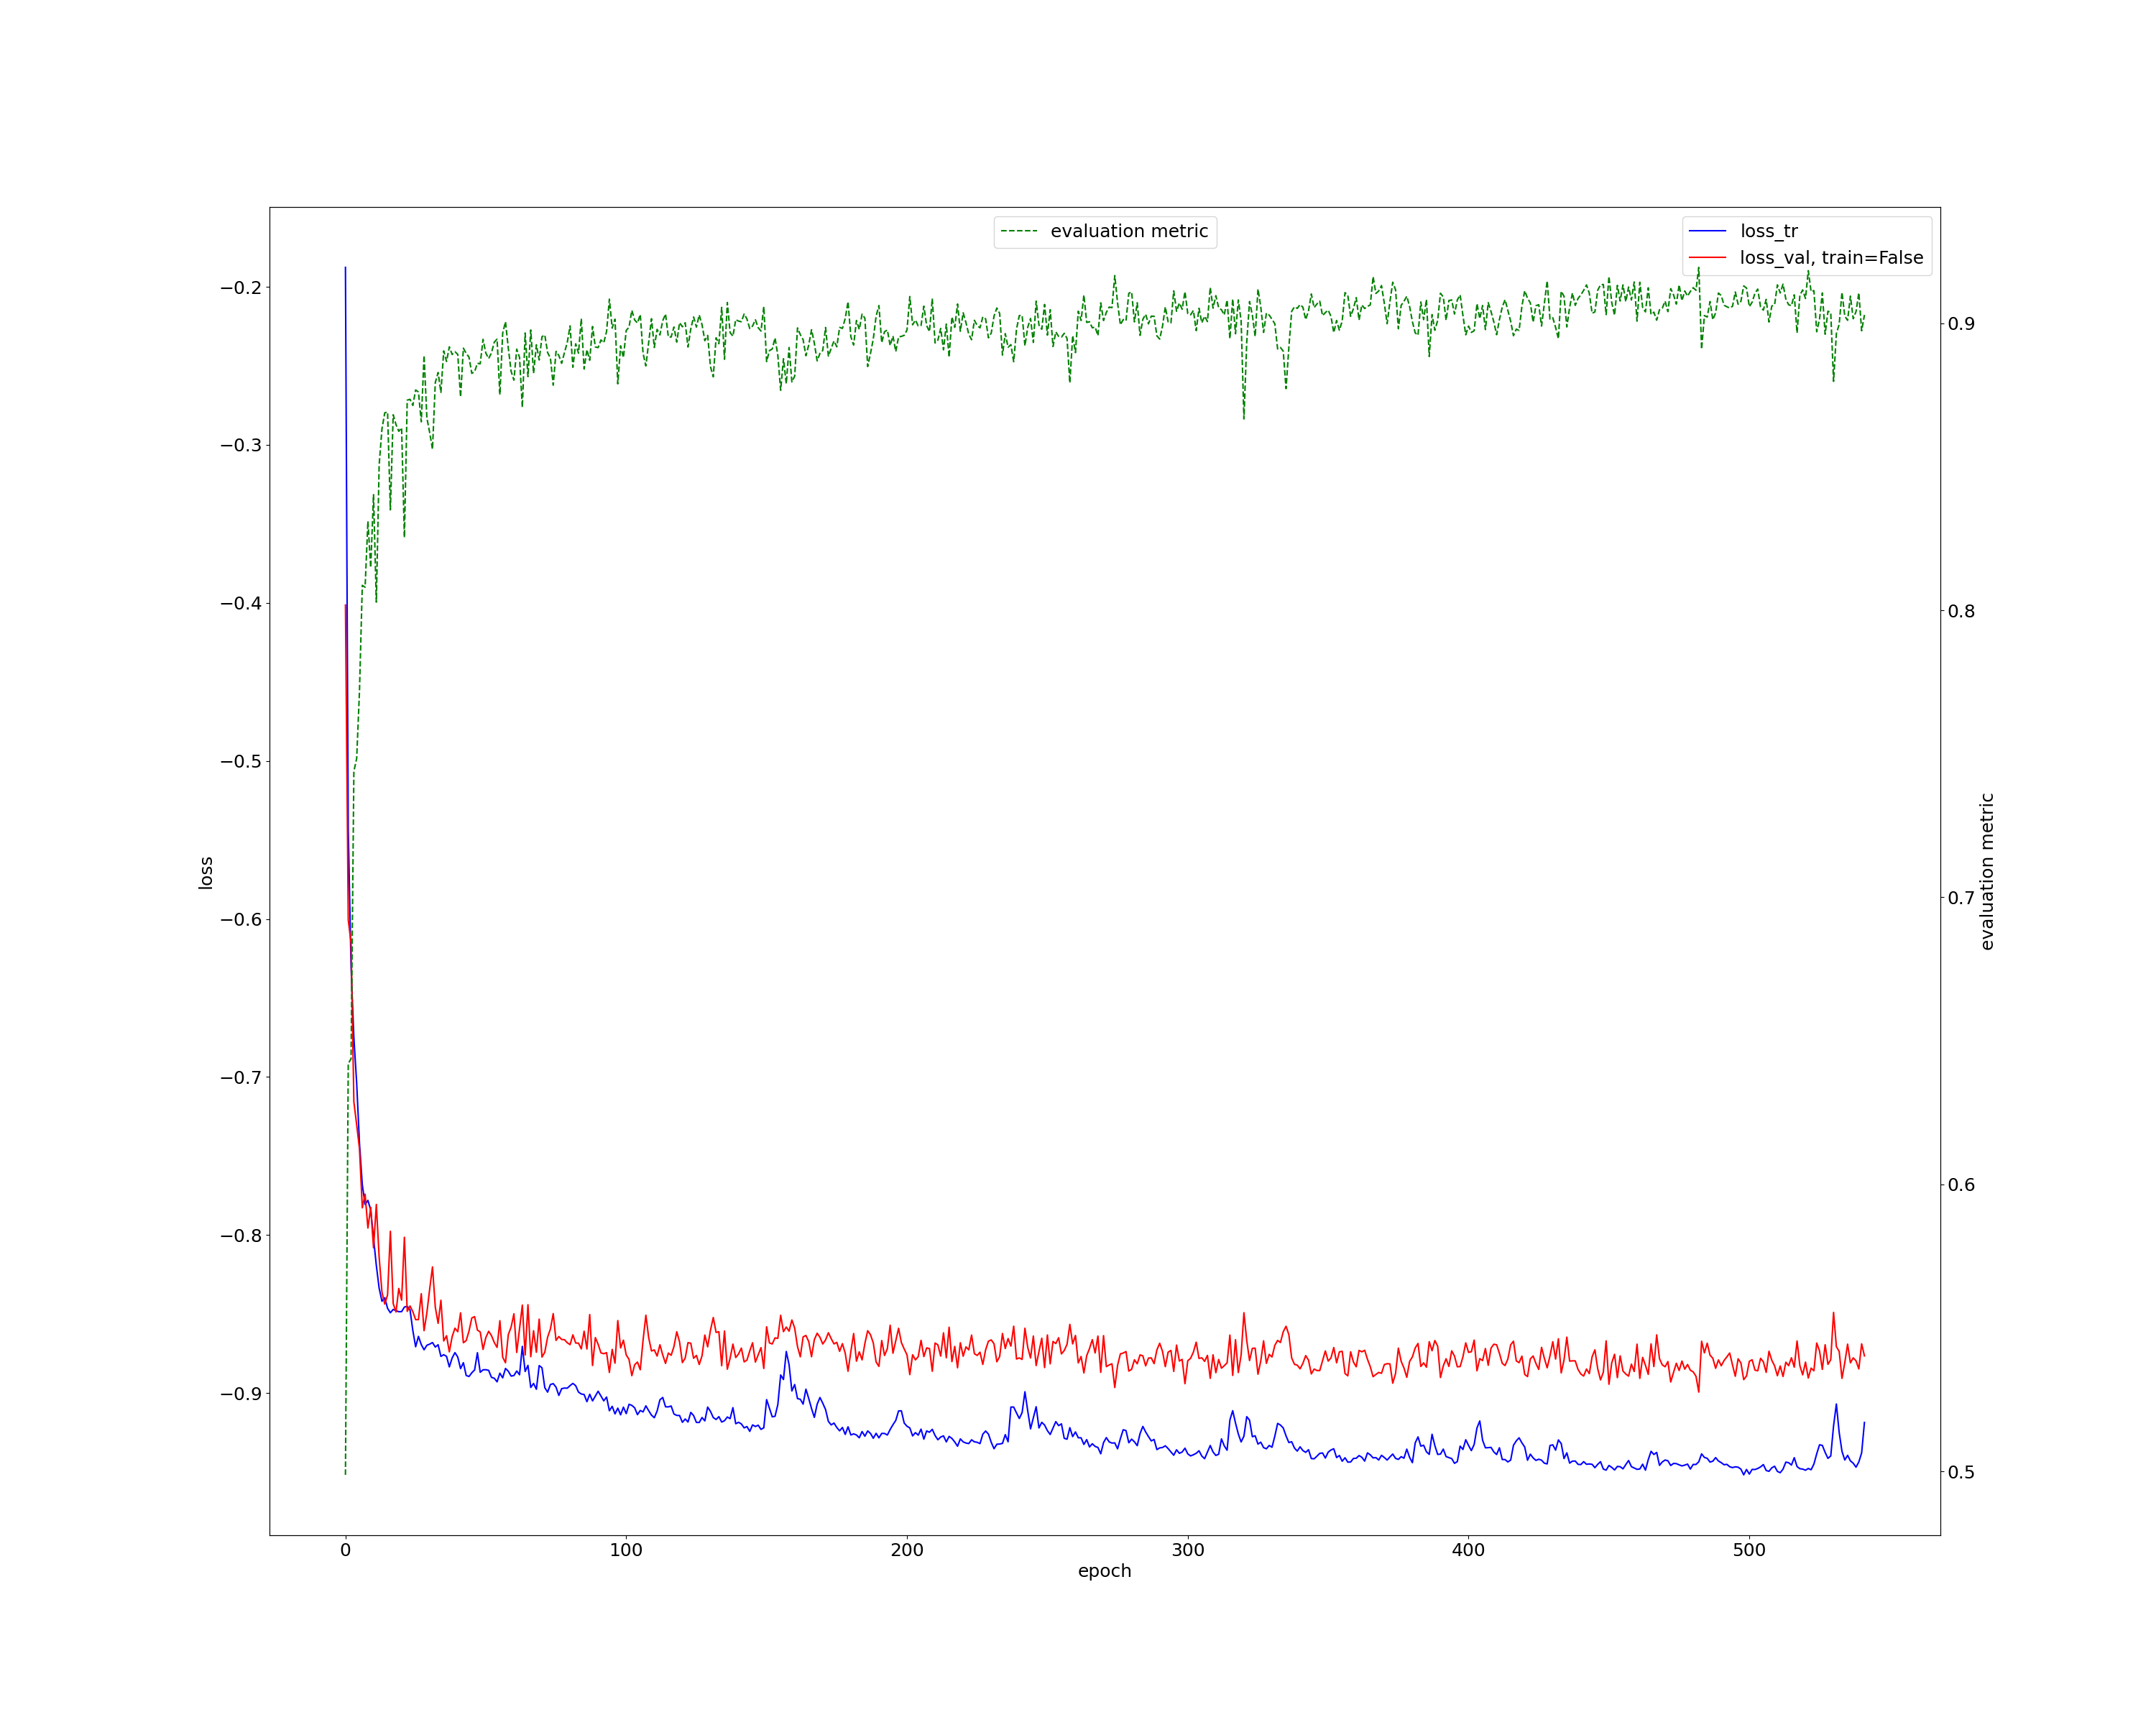 evaluation metric
loss_tr
loss_val, train=False
−0.2
−0.3
−0.4
−0.5
−0.6
−0.7
−0.8
−0.9
loss
0.9
0.8
0.7
0.6
0.5
evaluation metric
0 100 200 300 400 500
epoch